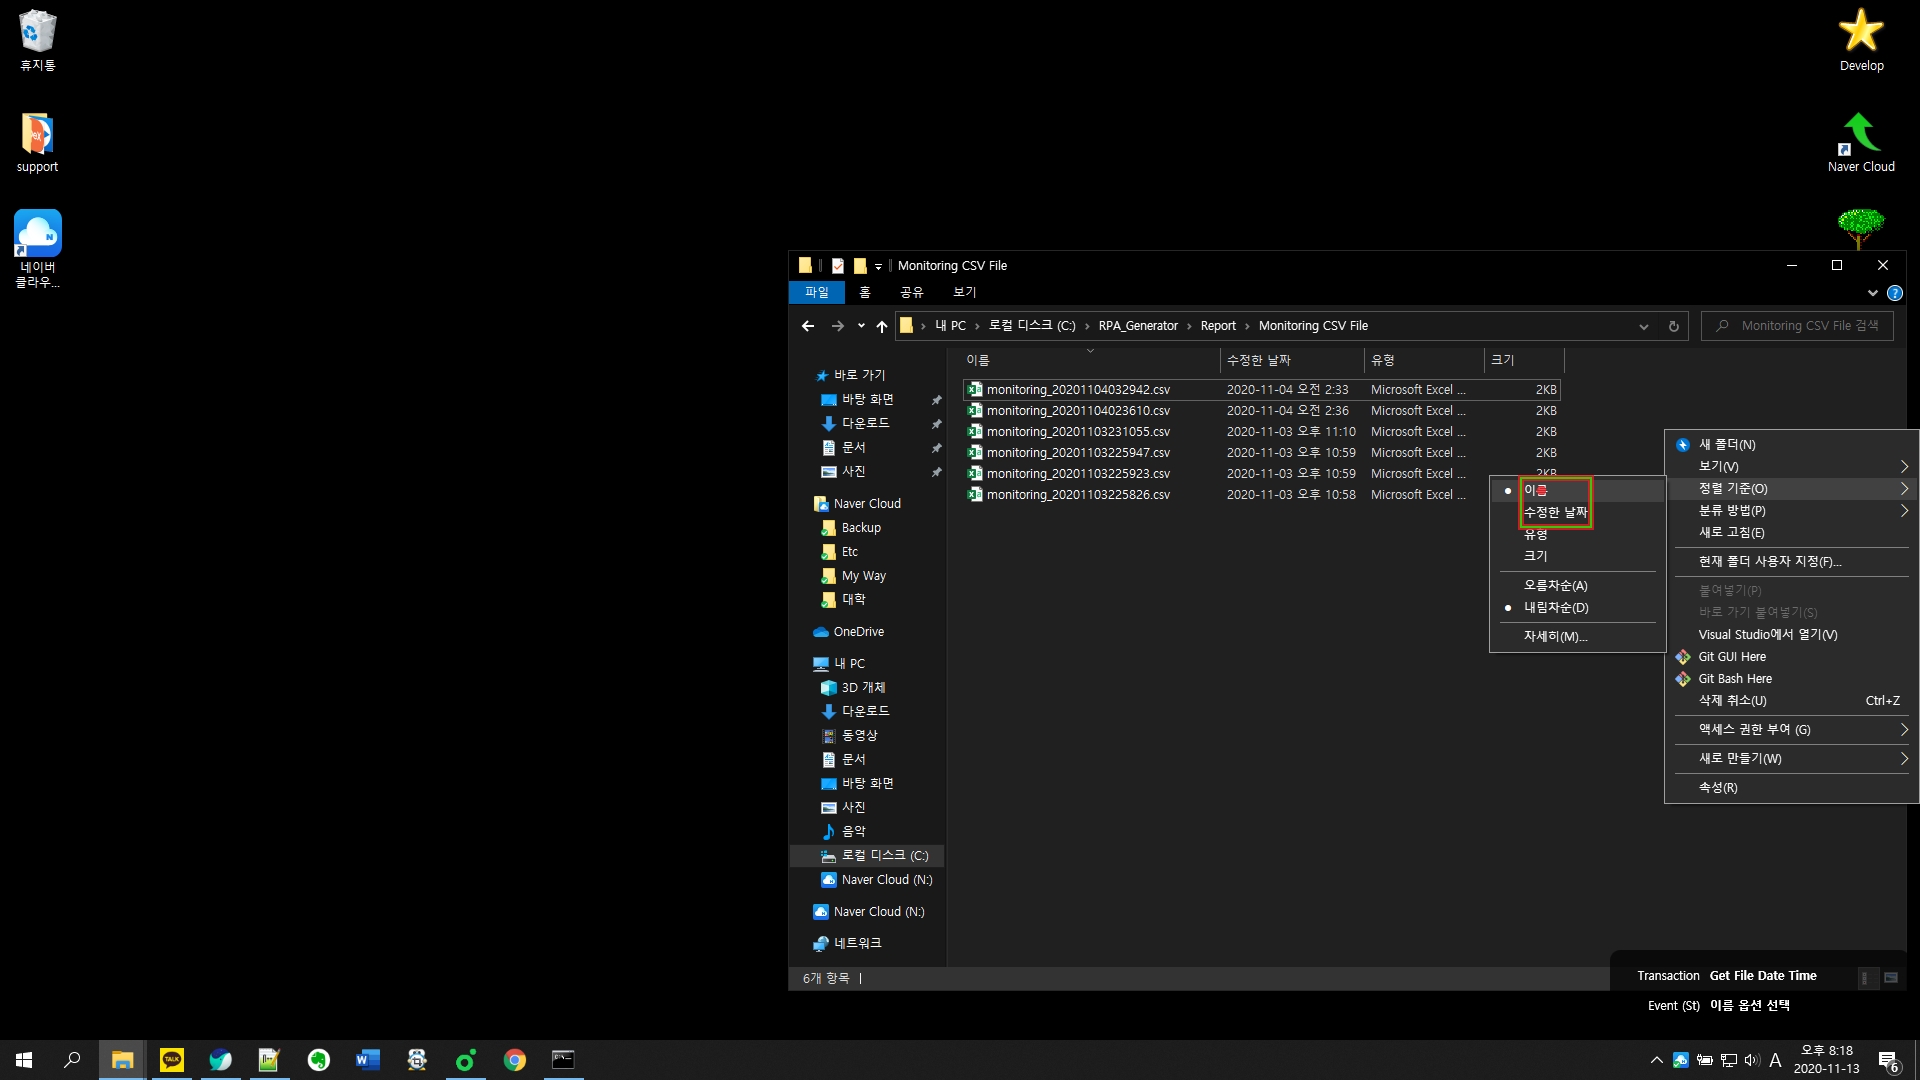 휴지통
support
네이버
클라우...
Develop
Naver Cloud
Monitoring CSV File
파일 홈 공유 보기
내 PC › 로컬 디스크 (C:) › RPA_Generator › Report › Monitoring CSV File
Monitoring CSV File 검색
이름 수정한 날짜 유형 크기
monitoring_20201104032942.csv 2020-11-04 오전 2:33 Microsoft Excel ... 2KB
monitoring_20201104023610.csv 2020-11-04 오전 2:36 Microsoft Excel ... 2KB
monitoring_20201103231055.csv 2020-11-03 오후 11:10 Microsoft Excel ... 2KB
monitoring_20201103225947.csv 2020-11-03 오후 10:59 Microsoft Excel ... 2KB
monitoring_20201103225923.csv 2020-11-03 오후 10:59 Microsoft Excel ... 2KB
monitoring_20201103225826.csv 2020-11-03 오후 10:58 Microsoft Excel ...
바로 가기
바탕 화면
다운로드
문서
사진
Naver Cloud
Backup
Etc
My Way
대학
OneDrive
내 PC
3D 개체
다운로드
동영상
문서
바탕 화면
사진
음악
로컬 디스크 (C:)
Naver Cloud (N:)
Naver Cloud (N:)
네트워크
이름
수정한 날짜
유형
크기
오름차순(A)
내림차순(D)
자세히(M)...
새 폴더(N)
보기(V)
정렬 기준(O)
분류 방법(P)
새로 고침(E)
현재 폴더 사용자 지정(F)...
붙여넣기(P)
바로 가기 붙여넣기(S)
Visual Studio에서 열기(V)
Git GUI Here
Git Bash Here
삭제 취소(U) Ctrl+Z
액세스 권한 부여 (G)
새로 만들기(W)
속성(R)
6개 항목
Transaction Get File Date Time
Event (St) 이름 옵션 선택
TALK
A
오후 8:18
2020-11-13
6